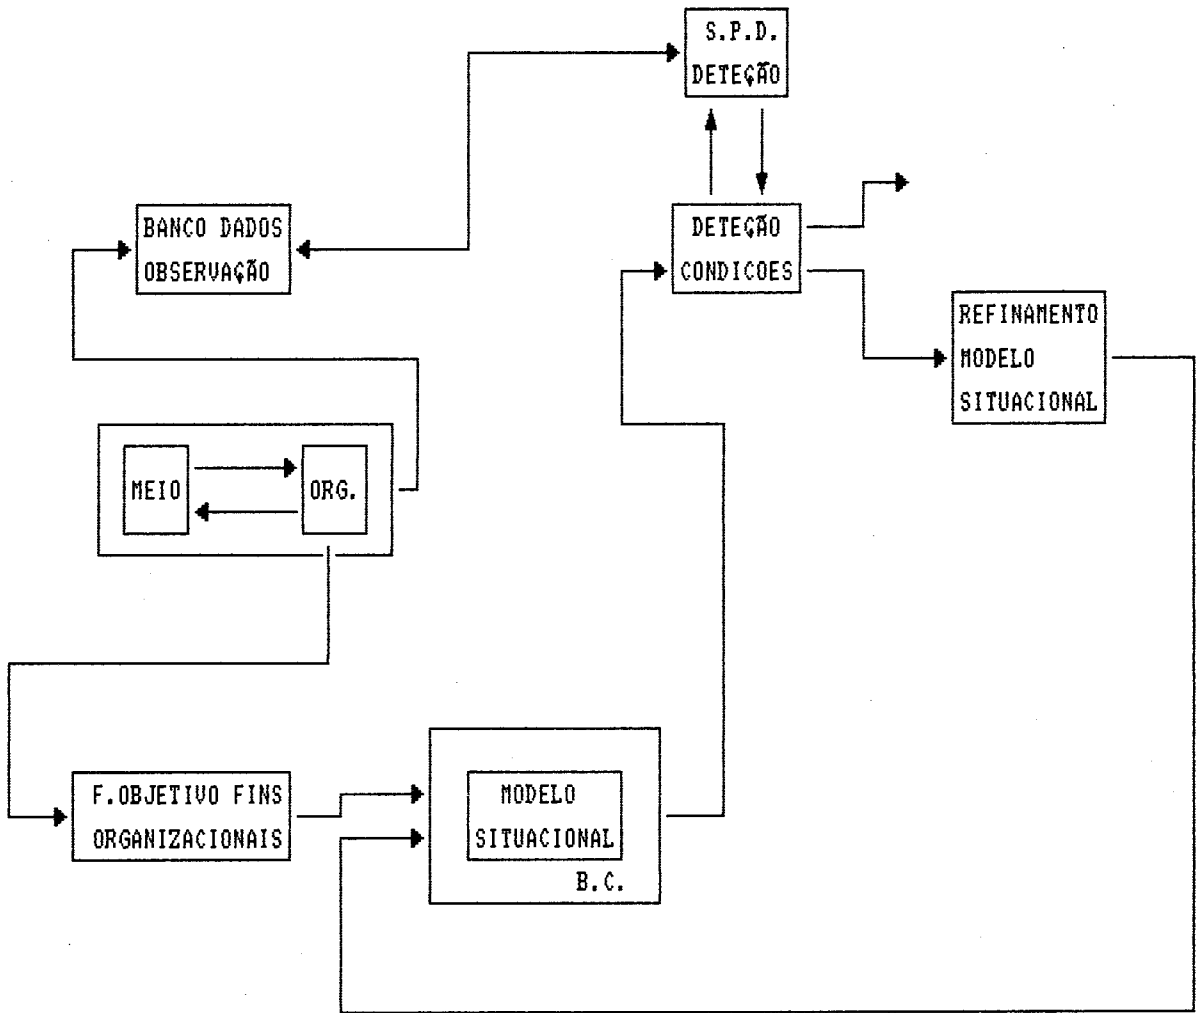 S.P.D.
DETEÇÃO
BANCO DADOS
OBSERVAÇÃO
DETEÇÃO
CONDICOES
REFINAMENTO
MODELO
SITUACIONAL
MEIO
ORG.
F.OBJETIVO FINS
ORGANIZACIONAIS
MODELO
SITUACIONAL
B.C.